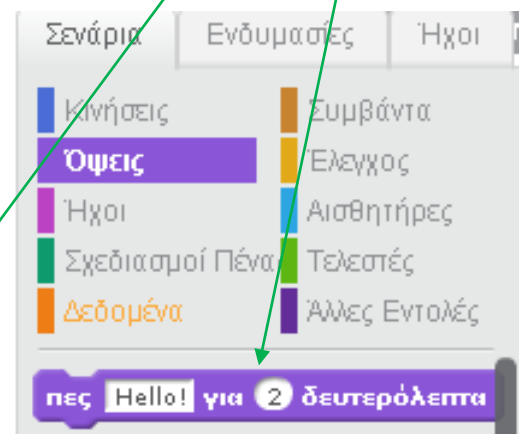 Σενάρια Ενδυμασίες Ήχοι
Κινήσεις Συμβάντα
Όψεις Έλεγχος
Ήχοι Αισθητήρες
Σχεδιασμοί Πένα Τελεστές
Δεδομένα Άλλες Εντολές
πες Hello! για 2 δευτερόλεπτα